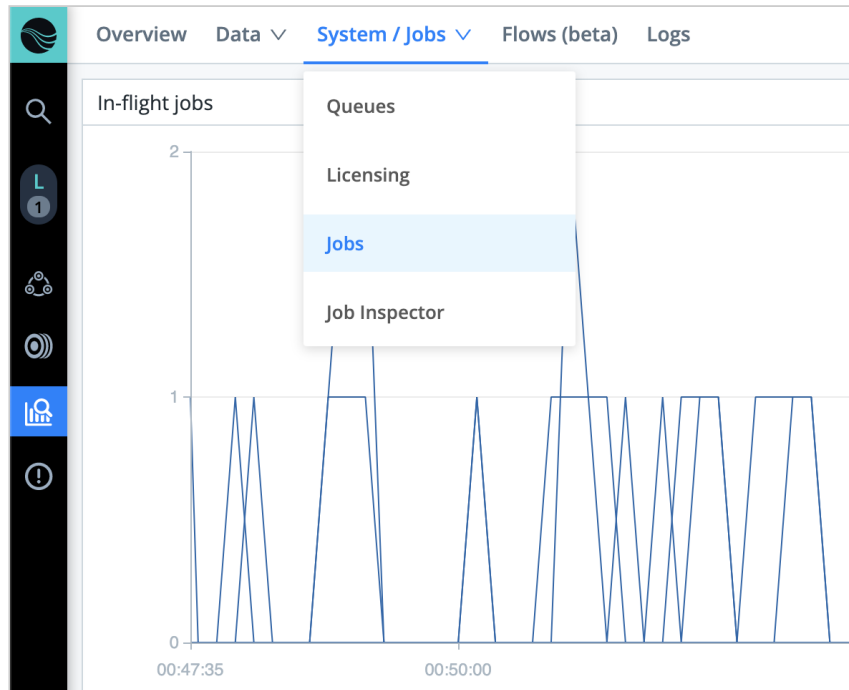 Overview Data System / Jobs Flows (beta) Logs
In-flight jobs
Queues
Licensing
Jobs
Job Inspector
L
1
2
1
0
00:47:35 00:50:00